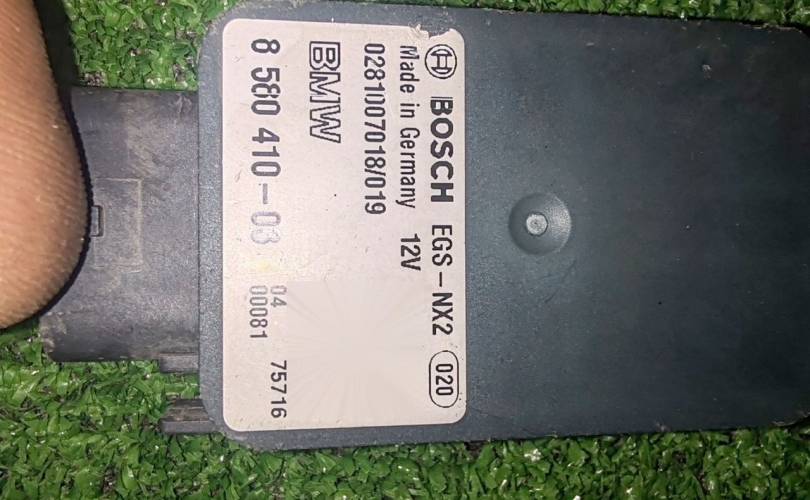 BOSCH EGS-NX2 020
Made in Germany 12V
0281007018/019
BMW
8 580 410-03 04
00081 75716